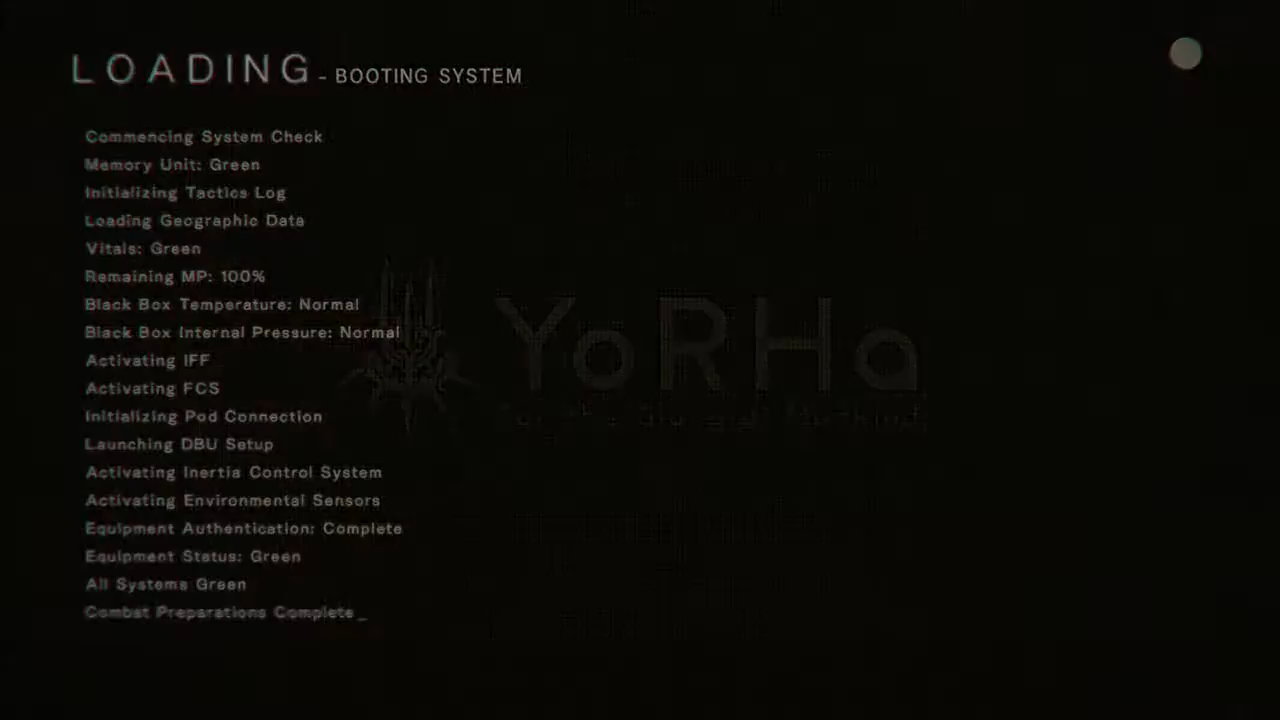 LOADING - BOOTING SYSTEM
Commencing System Check
Memory Unit: Green
Initializing Tactics Log
Loading Geographic Data
Vitals: Green
Remaining MP: 100%
Black Box Temperature: Normal
Black Box Internal Pressure: Normal
Activating IFF
Activating FCS
Initializing Pod Connection
Launching DBU Setup
Activating Inertia Control System
Activating Environmental Sensors
Equipment Authentication: Complete
Equipment Status: Green
All Systems Green
Combat Preparations Complete _
YoRHa